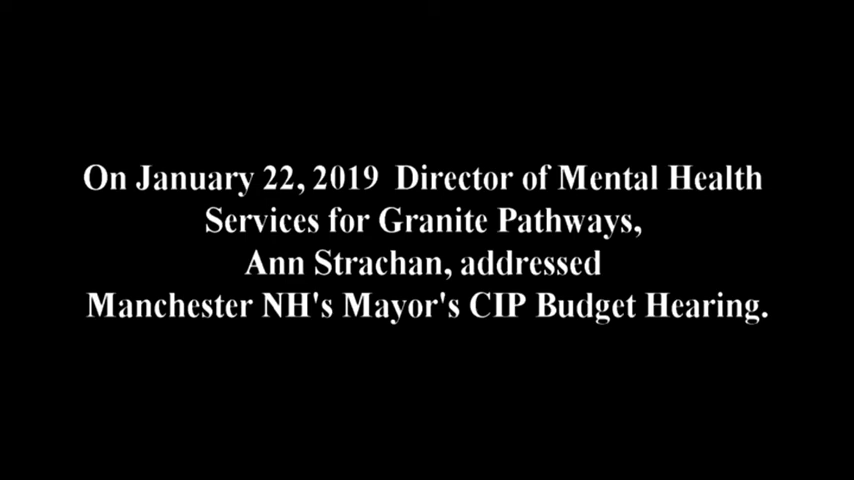 On January 22, 2019 Director of Mental Health
Services for Granite Pathways,
Ann Strachan, addressed
Manchester NH's Mayor's CIP Budget Hearing.